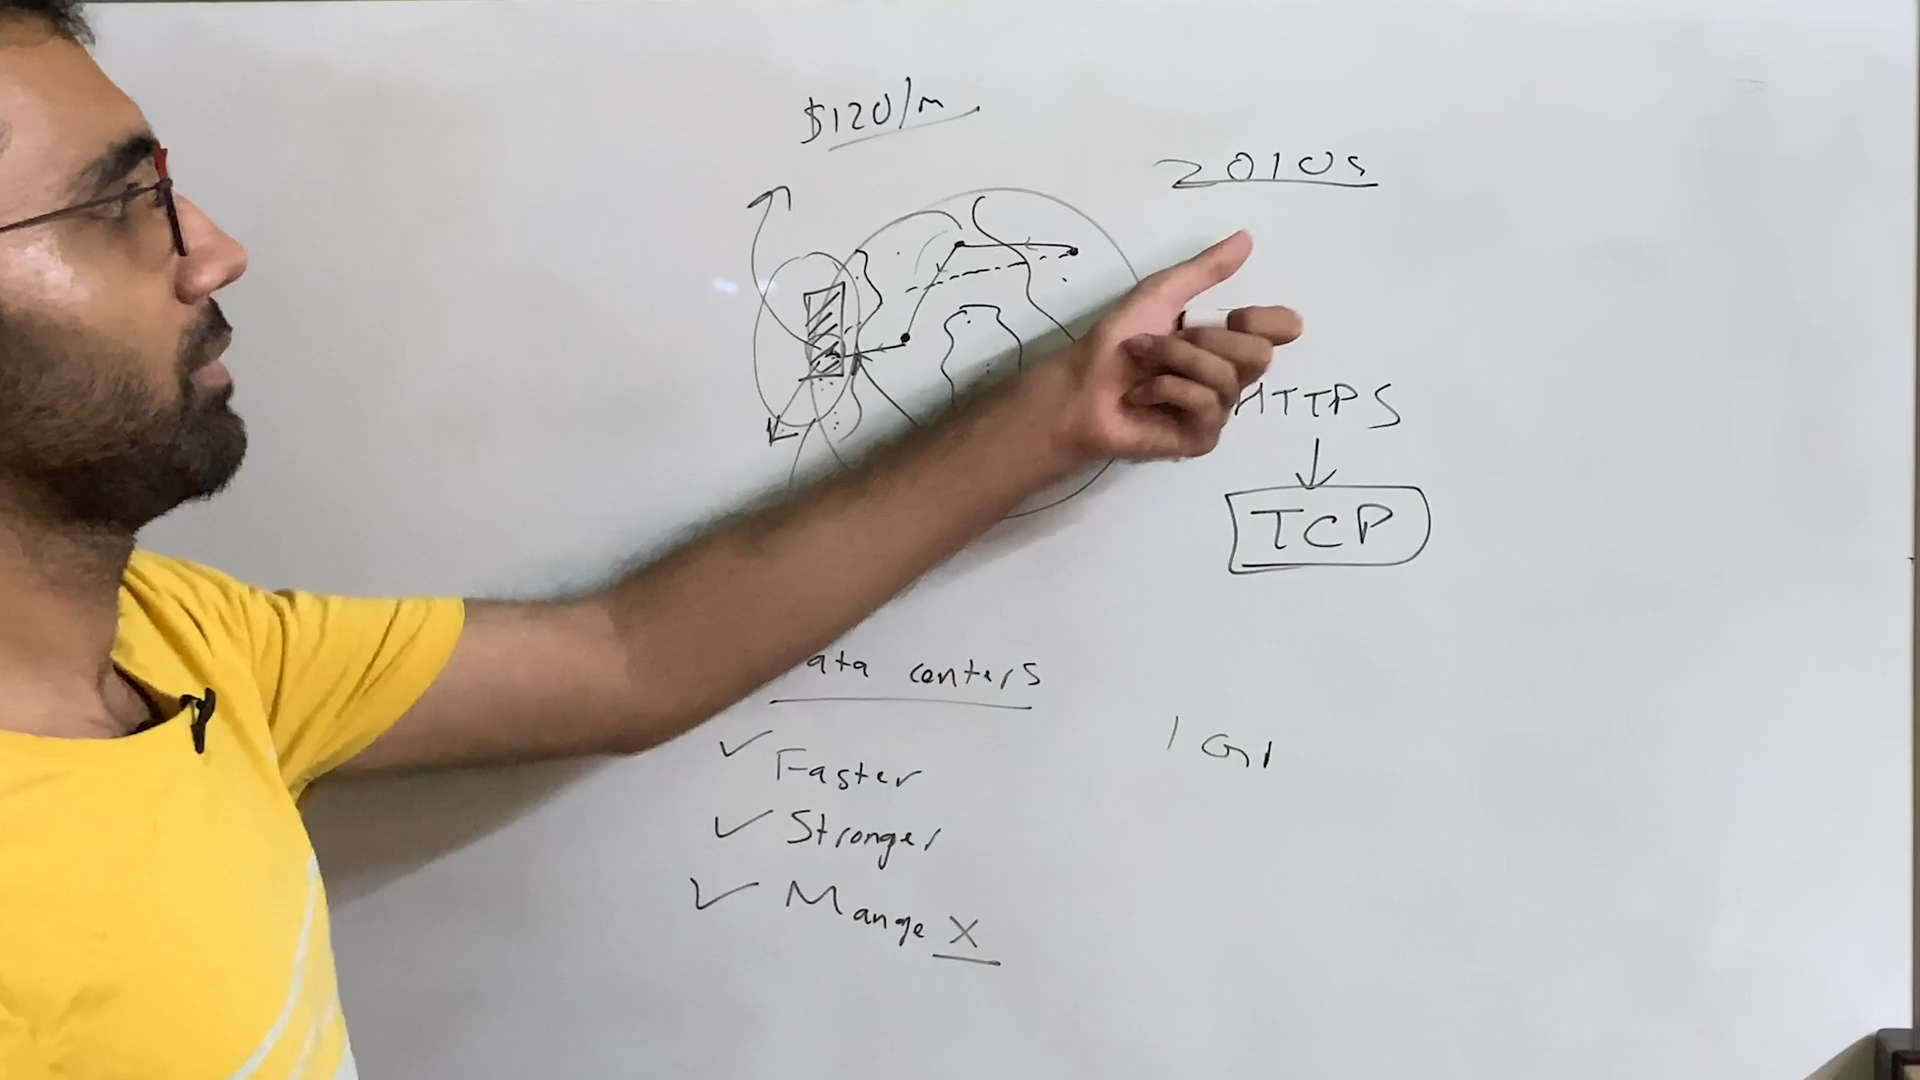 $120/m
2010s
HTTPS
TCP
ata centers
Faster
1 G
Stronger
Mange X